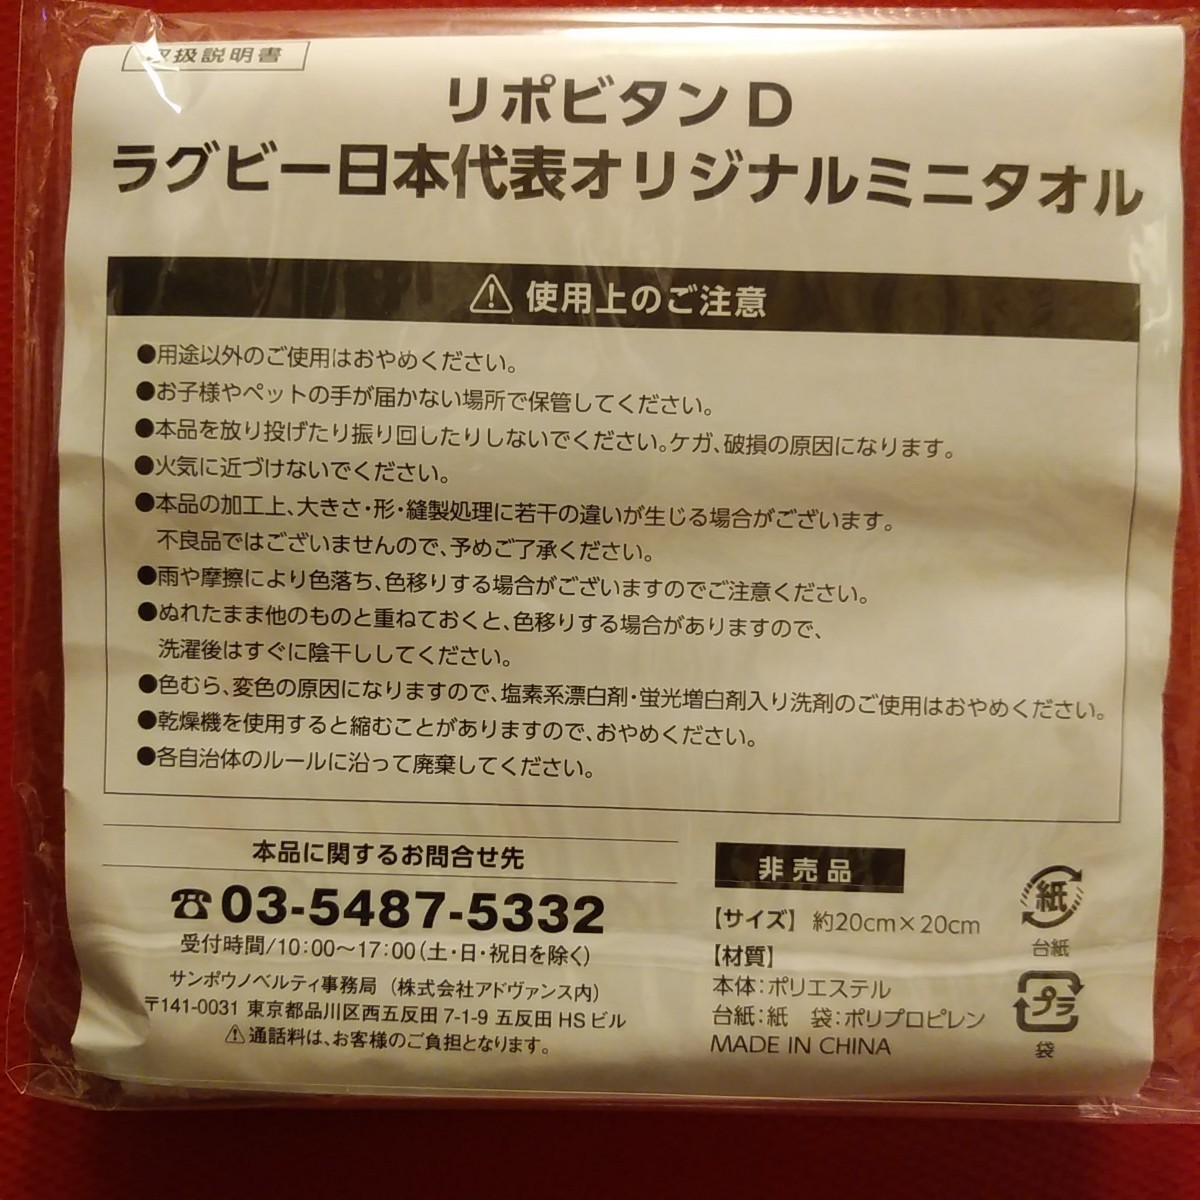 取扱説明書
リポビタンD
ラグビー日本代表オリジナルミニタオル
使用上のご注意
●用途以外のご使用はおやめください。
●お子様やペットの手が届かない場所で保管してください。
●本品を放り投げたり振り回したりしないでください。ケガ、破損の原因になります。
●火気に近づけないでください。
●本品の加工上、大きさ・形・縫製処理に若干の違いが生じる場合がございます。
不良品ではございませんので、予めご了承ください。
●雨や摩擦により色落ち、色移りする場合がございますのでご注意ください。
●ぬれたまま他のものと重ねておくと、色移りする場合がありますので、
洗濯後はすぐに陰干ししてください。
●色むら、変色の原因になりますので、塩素系漂白剤・蛍光増白剤入り洗剤のご使用はおやめください。
●乾燥機を使用すると縮むことがありますので、おやめください。
●各自治体のルールに沿って廃棄してください。
本品に関するお問合せ先
☎03-5487-5332
受付時間/10:00〜17:00(土・日・祝日を除く)
サンポウノベルティ事務局 (株式会社アドヴァンス内)
〒141-0031 東京都品川区西五反田 7-1-9 五反田 HS ビル
⚠通話料は、お客様のご負担となります。
非売品
【サイズ】 約20cm×20cm
【材質】
本体:ポリエステル
台紙:紙 袋:ポリプロピレン
MADE IN CHINA
紙
台紙
プラ
袋